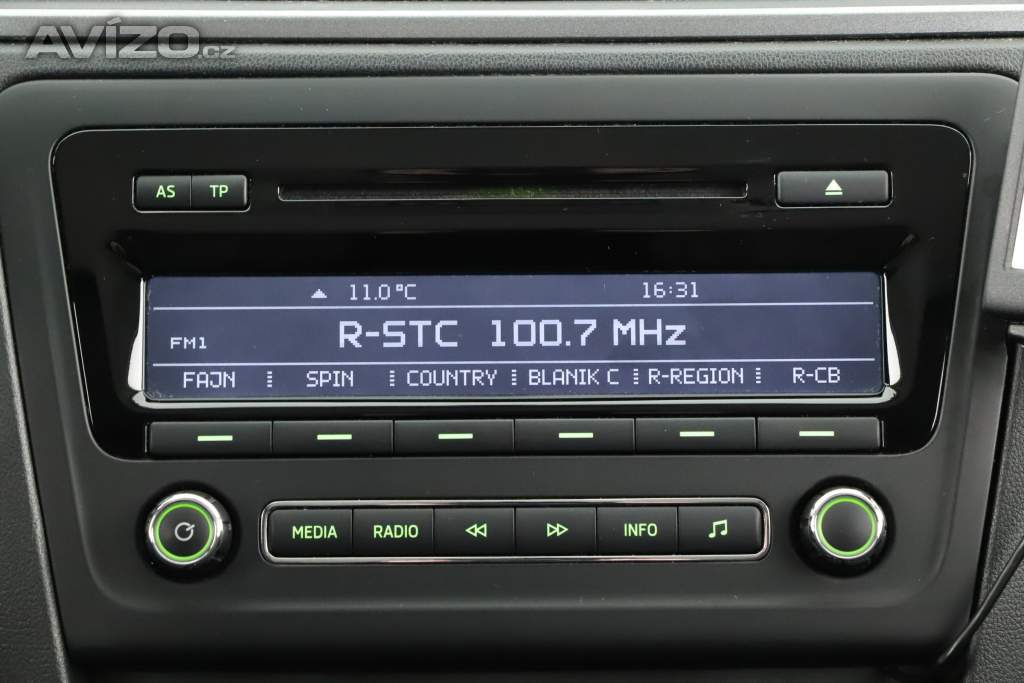 AVÍZO.cz
AS TP
11.0°C 16:31
FM1 R-STC 100.7 MHz
FAJN SPIN COUNTRY BLANIK C R-REGION R-CB
MEDIA RADIO INFO